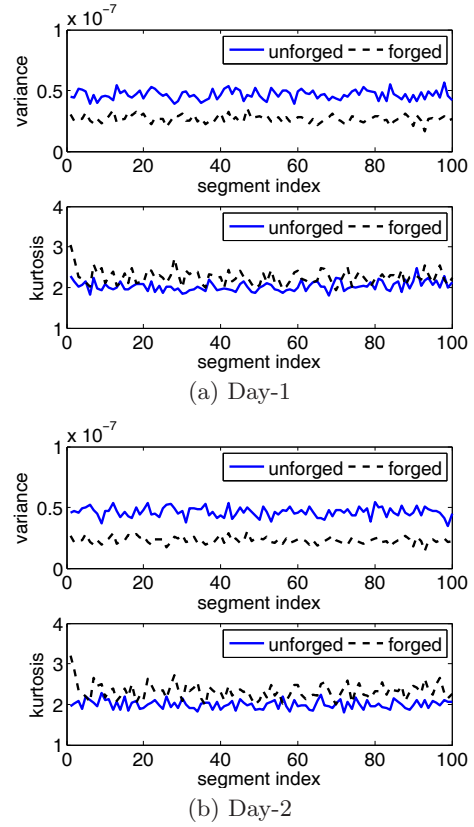 x 10⁻⁷
1
0.5
0
variance
unforged forged
0 20 40 60 80 100
segment index
4
3
2
1
kurtosis
unforged forged
0 20 40 60 80 100
segment index
(a) Day-1
x 10⁻⁷
1
0.5
0
variance
unforged forged
0 20 40 60 80 100
segment index
4
3
2
1
kurtosis
unforged forged
0 20 40 60 80 100
segment index
(b) Day-2